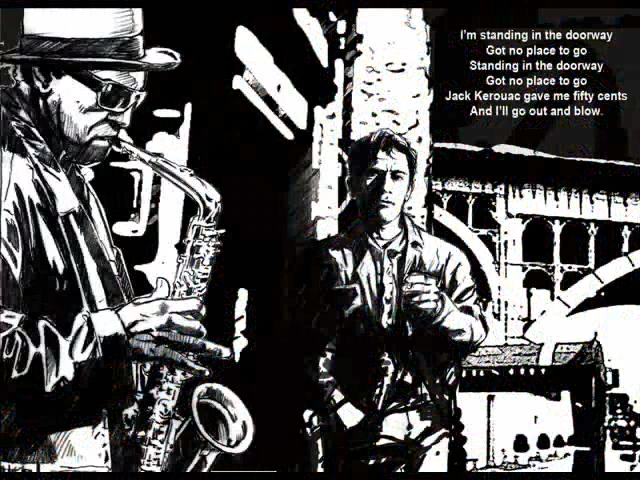 I'm standing in the doorway
Got no place to go
Standing in the doorway
Got no place to go
Jack Kerouac gave me fifty cents
And I'll go out and blow.